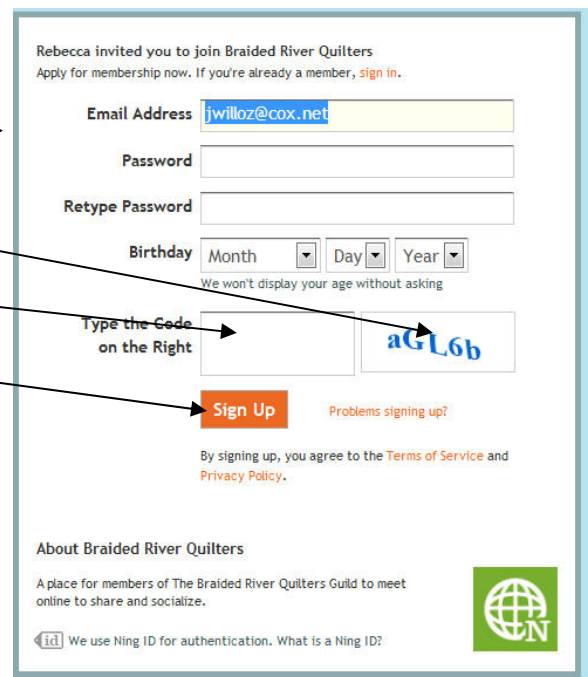 Rebecca invited you to join Braided River Quilters
Apply for membership now. If you're already a member, sign in.
Email Address jwilloz@cox.net
Password
Retype Password
Birthday Month Day Year
We won't display your age without asking
Type the Code
on the Right
aGL6b
Sign Up Problems signing up?
By signing up, you agree to the Terms of Service and
Privacy Policy.
About Braided River Quilters
A place for members of The Braided River Quilters Guild to meet
online to share and socialize.
id We use Ning ID for authentication. What is a Ning ID?
N